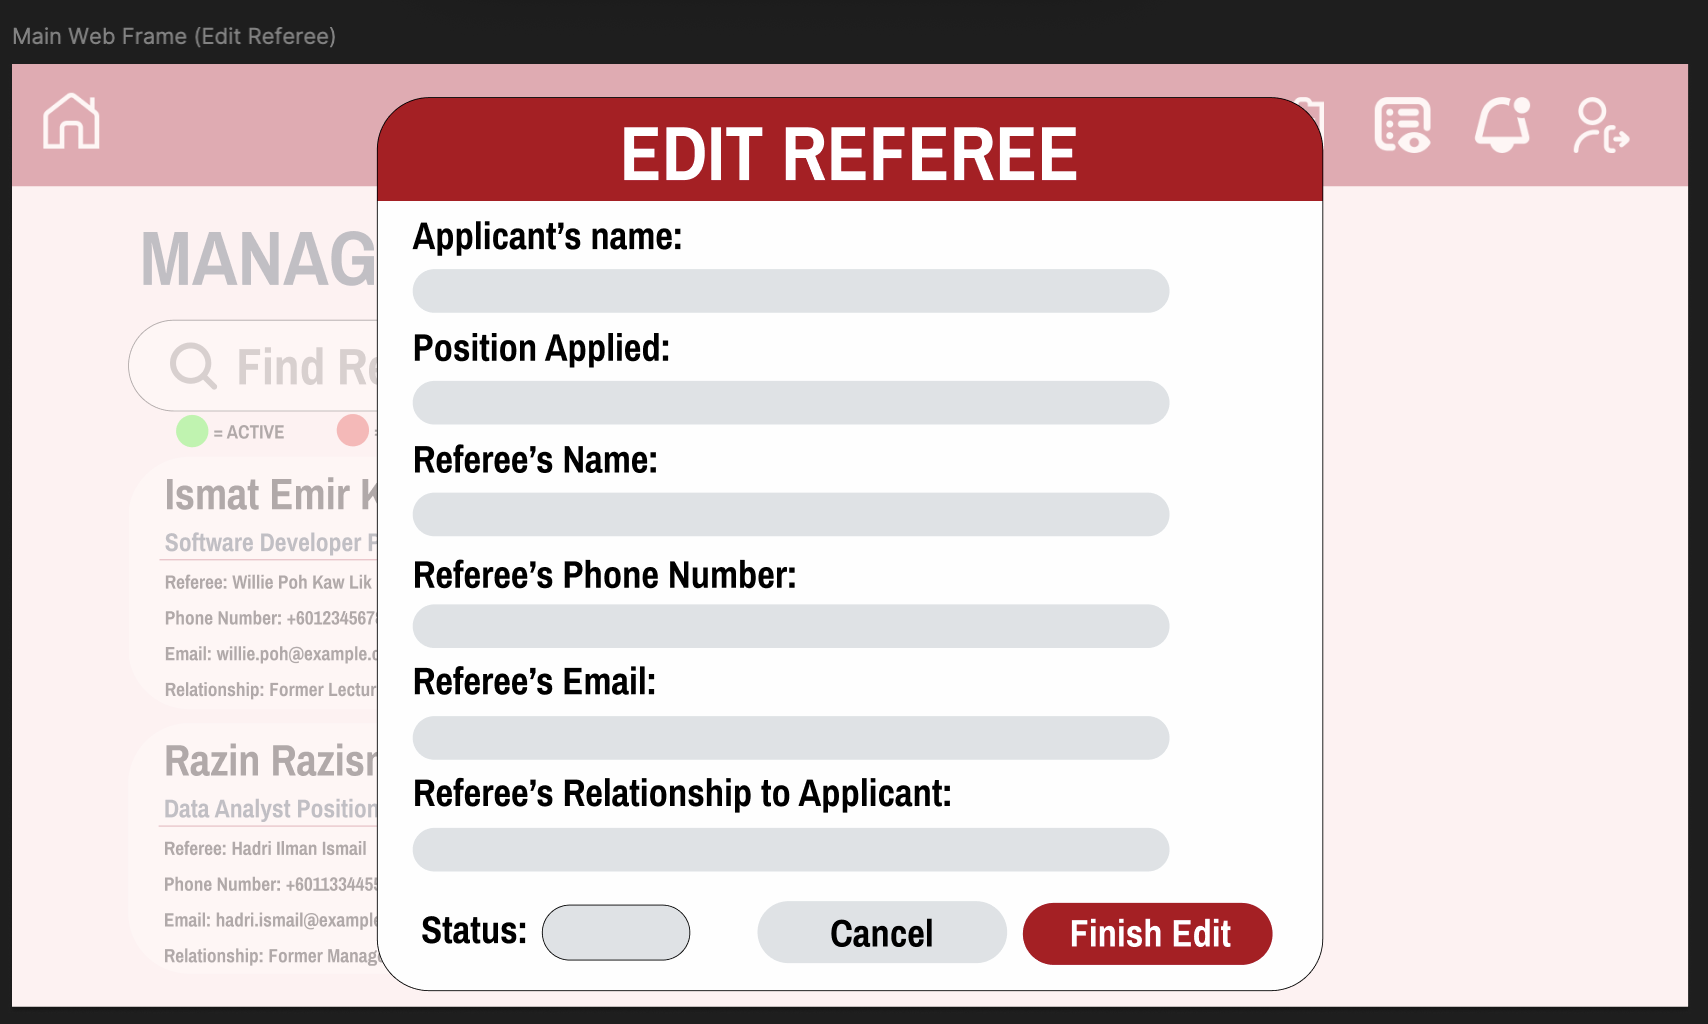 Main Web Frame (Edit Referee)
EDIT REFEREE
MANAG
Find Re
= ACTIVE
=
Ismat Emir K
Software Developer P
Referee: Willie Poh Kaw Lik
Phone Number: +601234567
Email: willie.poh@example.c
Relationship: Former Lectur
Razin Razis
Data Analyst Position
Referee: Hadri Ilman Ismail
Phone Number: +601133445
Email: hadri.ismail@example
Relationship: Former Manag
Applicant’s name:
Position Applied:
Referee’s Name:
Referee’s Phone Number:
Referee’s Email:
Referee’s Relationship to Applicant:
Status:
Cancel
Finish Edit